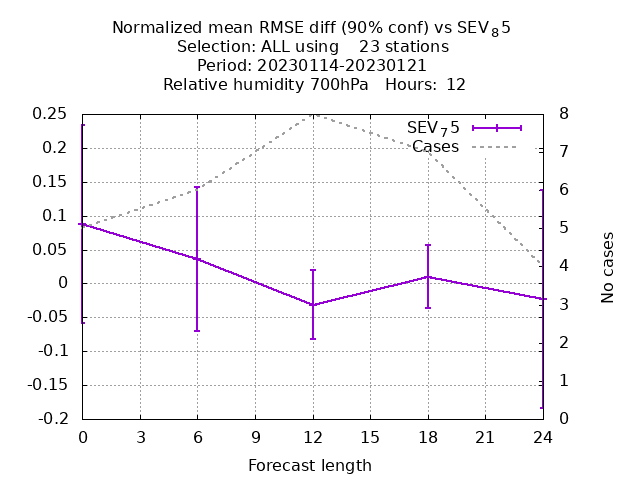 Normalized mean RMSE diff (90% conf) vs SEV₈5
Selection: ALL using    23 stations
Period: 20230114-20230121
Relative humidity 700hPa   Hours:  12
SEV₇5
Cases
0.25
0.2
0.15
0.1
0.05
0
-0.05
-0.1
-0.15
-0.2
8
7
6
5
4
3
2
1
0
No cases
0 3 6 9 12 15 18 21 24
Forecast length